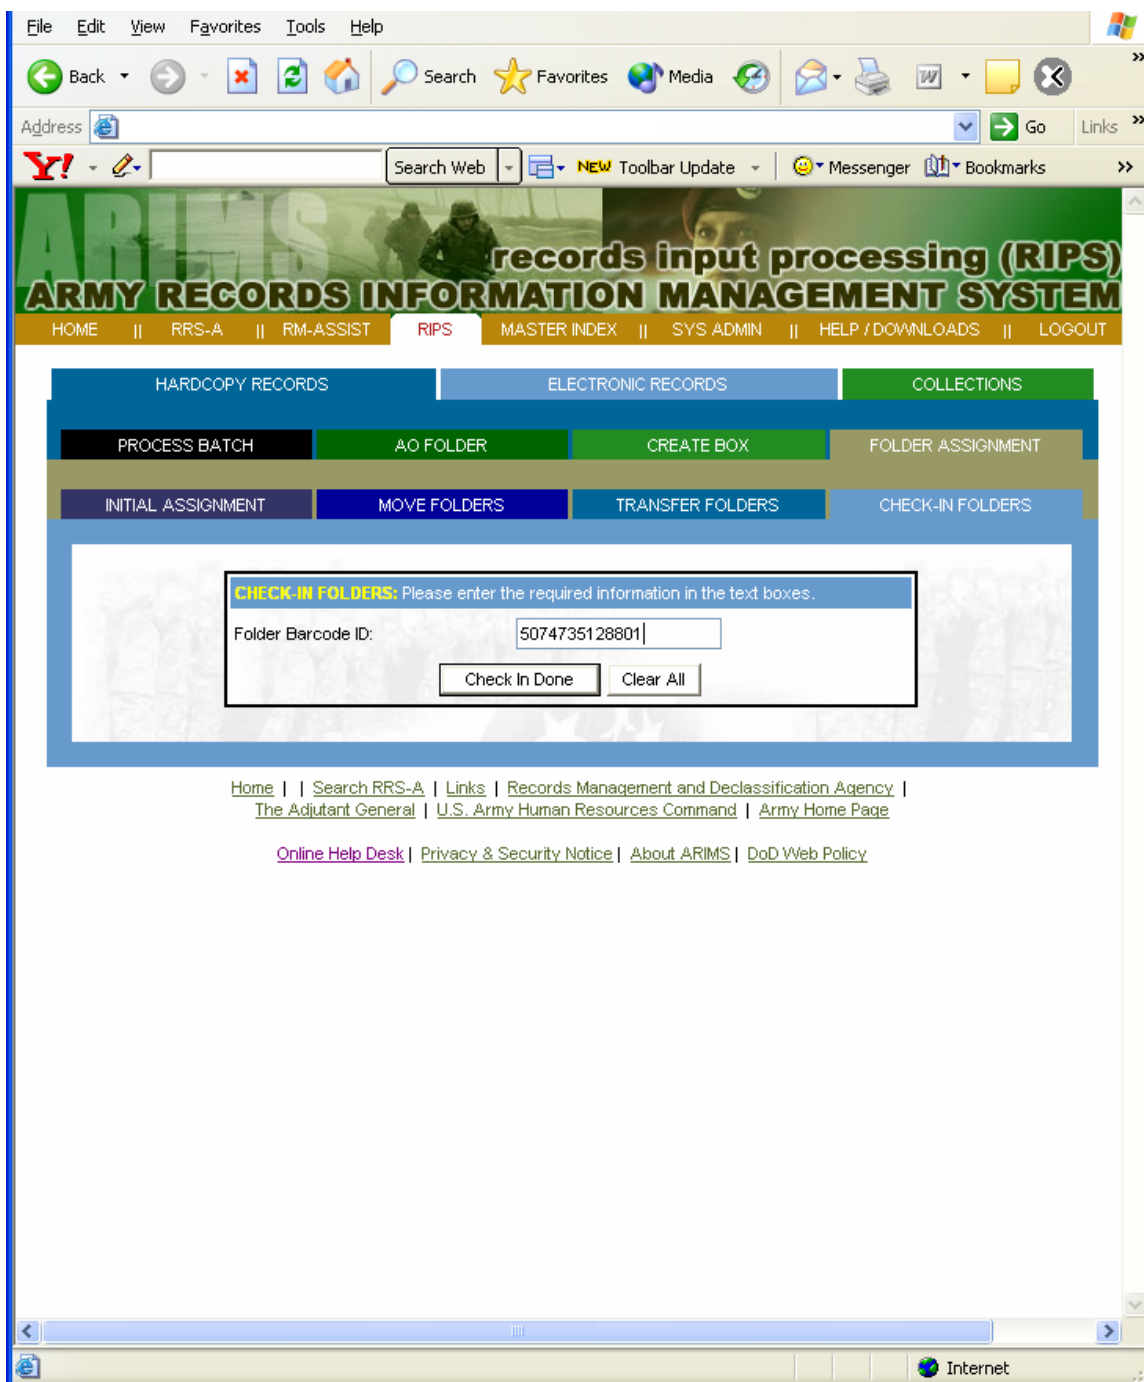 File Edit View Favorites Tools Help
Back Search Favorites Media W
Address Go Links »
Y! Search Web NEW Toolbar Update Messenger Bookmarks »
ARIMS
records input processing (RIPS)
ARMY RECORDS INFORMATION MANAGEMENT SYSTEM
HOME || RRS-A || RM-ASSIST RIPS MASTER INDEX || SYS ADMIN || HELP / DOWNLOADS || LOGOUT
HARDCOPY RECORDS ELECTRONIC RECORDS COLLECTIONS
PROCESS BATCH AO FOLDER CREATE BOX FOLDER ASSIGNMENT
INITIAL ASSIGNMENT MOVE FOLDERS TRANSFER FOLDERS CHECK-IN FOLDERS
CHECK-IN FOLDERS: Please enter the required information in the text boxes.
Folder Barcode ID: 5074735128801
Check In Done Clear All
Home | | Search RRS-A | Links | Records Management and Declassification Agency |
The Adjutant General | U.S. Army Human Resources Command | Army Home Page
Online Help Desk | Privacy & Security Notice | About ARIMS | DoD Web Policy
Internet